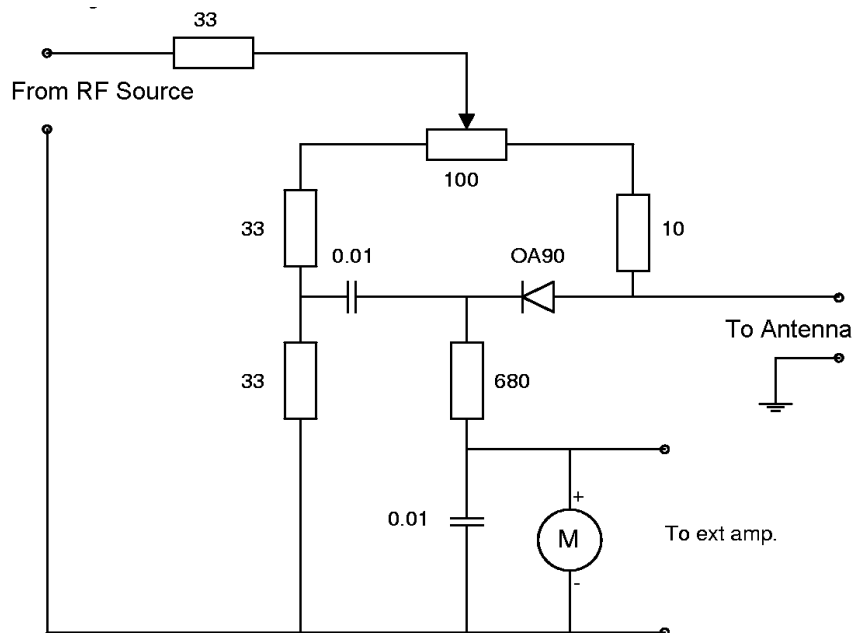 33
From RF Source
100
33
10
0.01
OA90
To Antenna
33
680
0.01
+
M
To ext amp.
-